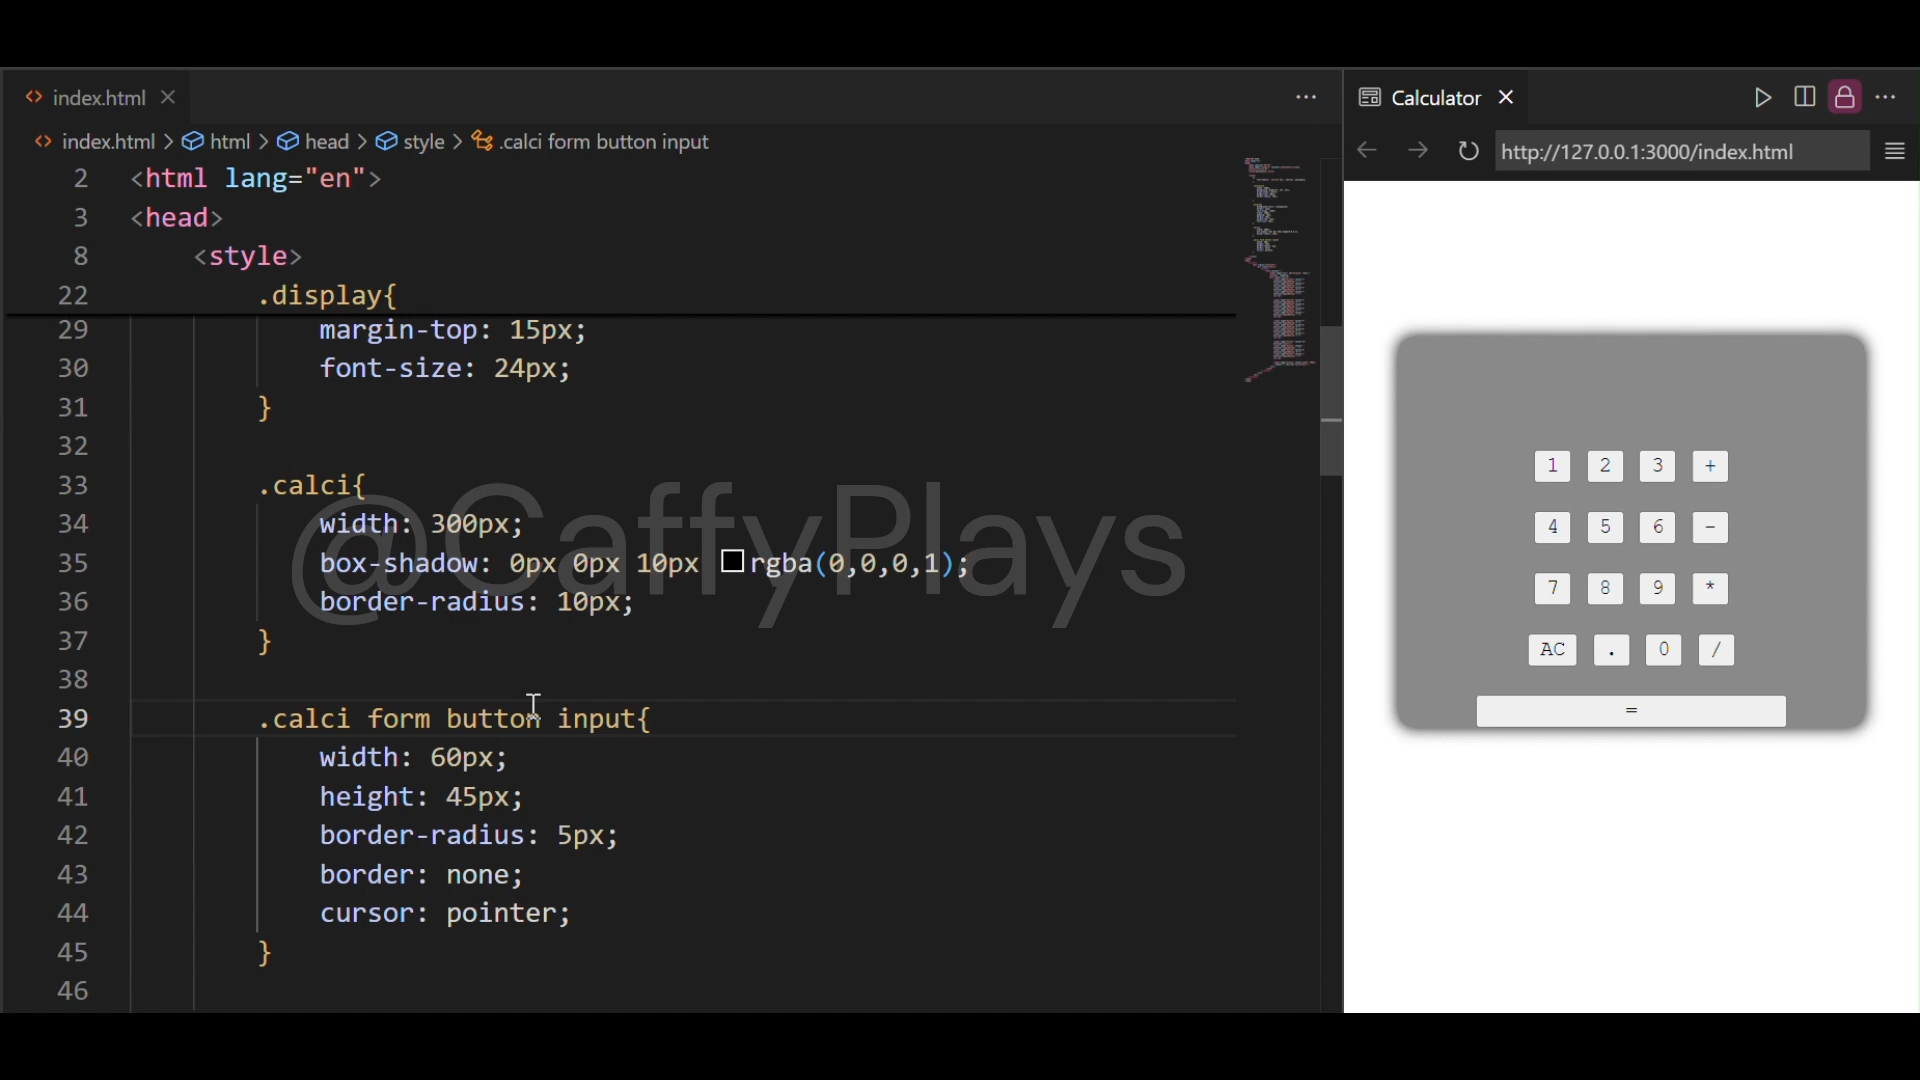 index.html
Calculator
index.html > html > head > style > .calci form button input
http://127.0.0.1:3000/index.html
2 <html lang="en">
3 <head>
8 <style>
22 .display{
29 margin-top: 15px;
30 font-size: 24px;
31 }
32
33 .calci{
34 width: 300px;
35 box-shadow: 0px 0px 10px rgba(0,0,0,1);
36 border-radius: 10px;
37 }
38
39 .calci form button input{
40 width: 60px;
41 height: 45px;
42 border-radius: 5px;
43 border: none;
44 cursor: pointer;
45 }
46
@CaffyPlays
1 2 3 +
4 5 6 -
7 8 9 *
AC . 0 /
=